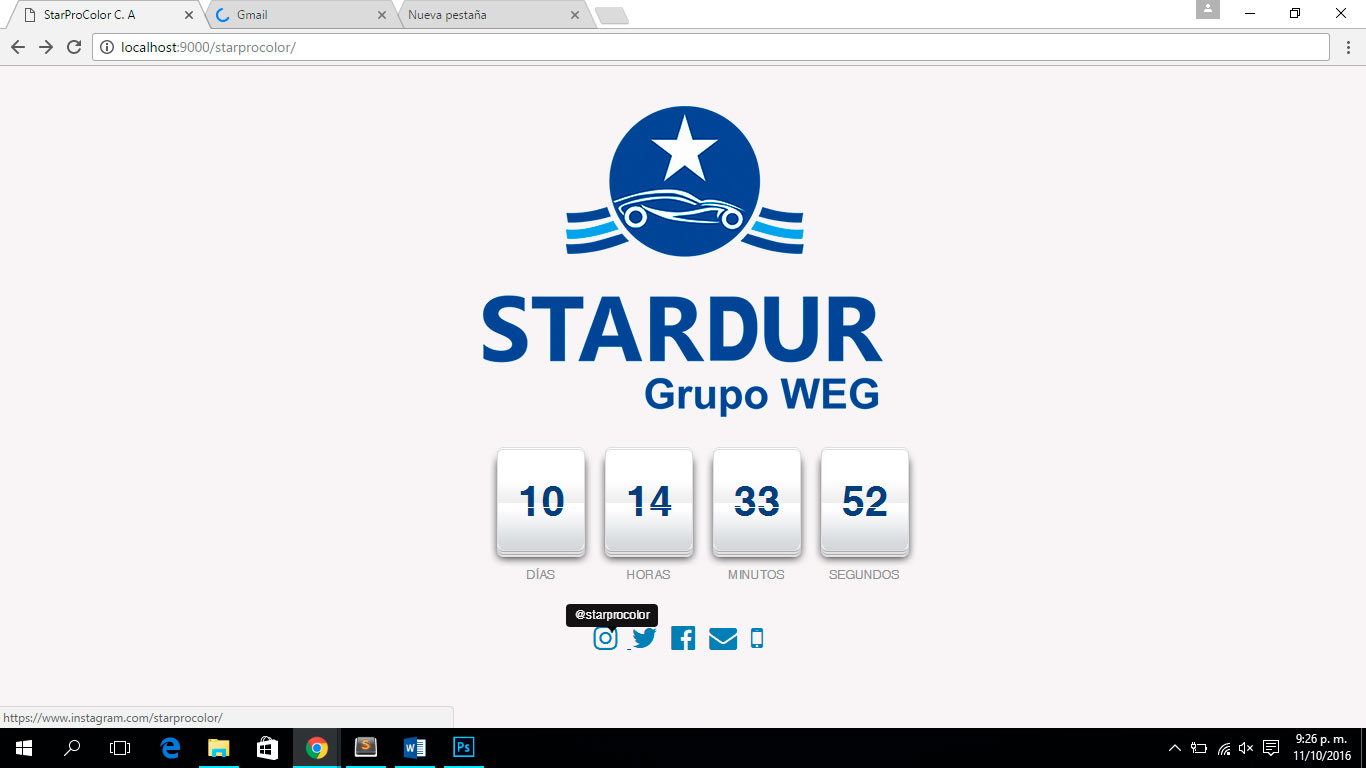 StarProColor C. A
Gmail
Nueva pestaña
localhost:9000/starprocolor/
STARDUR
Grupo WEG
10 14 33 52
DÍAS HORAS MINUTOS SEGUNDOS
@starprocolor
https://www.instagram.com/starprocolor/
S
W
Ps
9:26 p. m.
11/10/2016